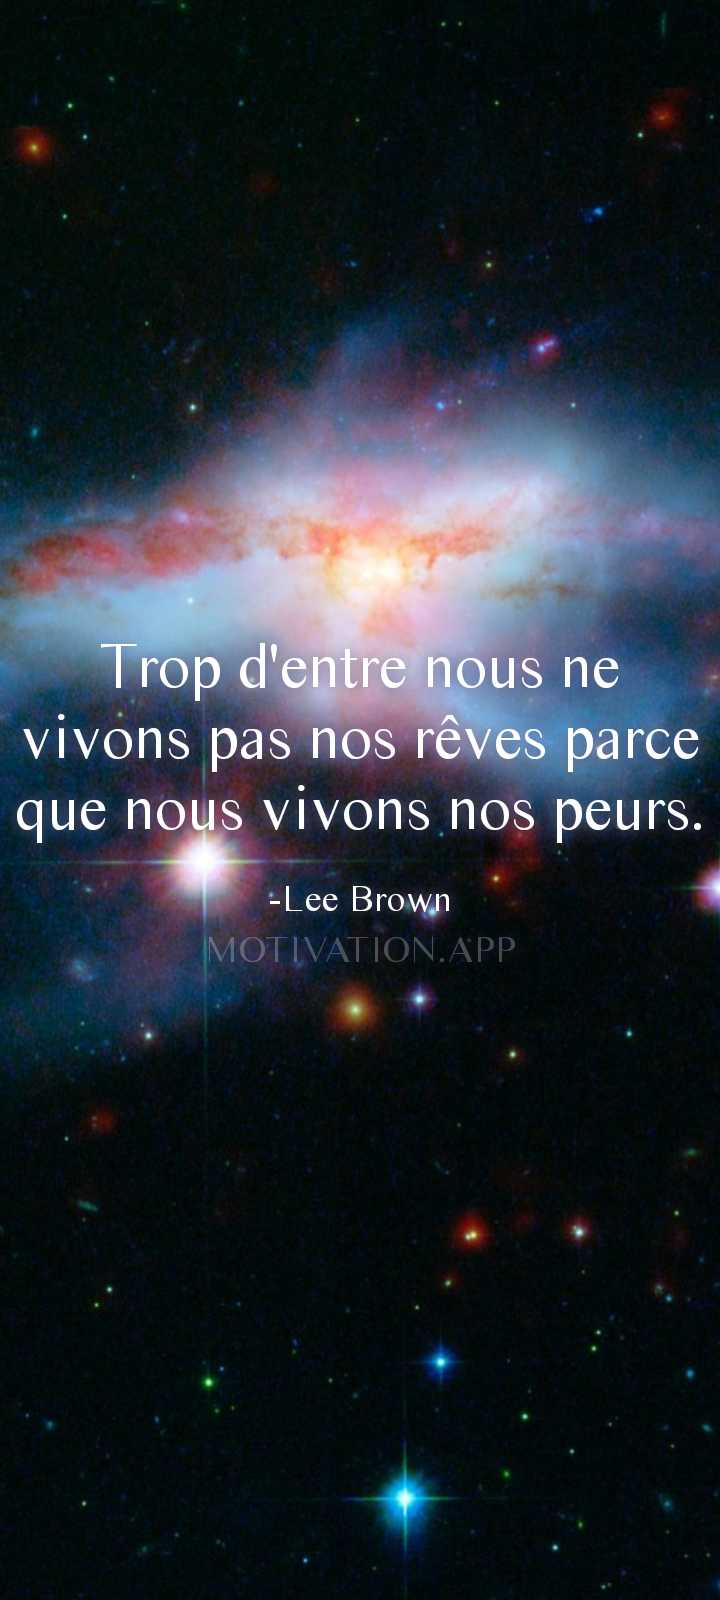 Trop d'entre nous ne
vivons pas nos rêves parce
que nous vivons nos peurs.
-Lee Brown
MOTIVATION.APP